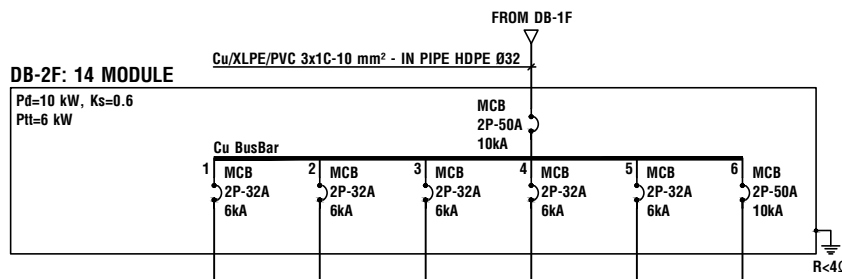 FROM DB-1F
Cu/XLPE/PVC 3x1C-10 mm² - IN PIPE HDPE Ø32
DB-2F: 14 MODULE
Pđ=10 kW, Ks=0.6
Ptt=6 kW
MCB
2P-50A
10kA
Cu BusBar
1
MCB
2P-32A
6kA
2
MCB
2P-32A
6kA
3
MCB
2P-32A
6kA
4
MCB
2P-32A
6kA
5
MCB
2P-32A
6kA
6
MCB
2P-50A
10kA
R<4Ω